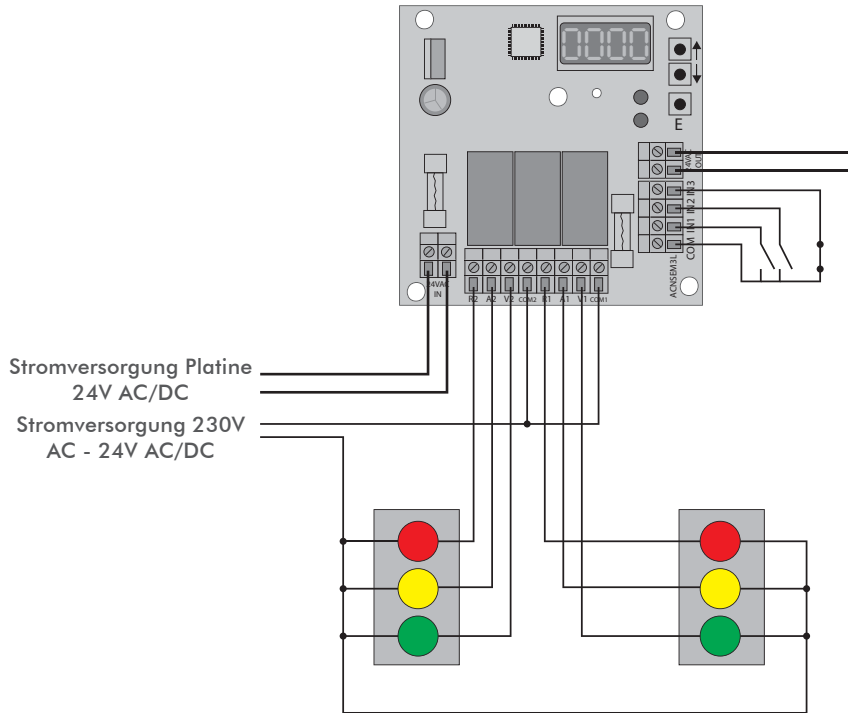 0000
E
24VAC
OUT
COM IN1 IN2 IN3
ACNSEM3L
24VAC
IN
R2 A2 V2 COM2 R1 A1 V1 COM1
Stromversorgung Platine
24V AC/DC
Stromversorgung 230V
AC - 24V AC/DC